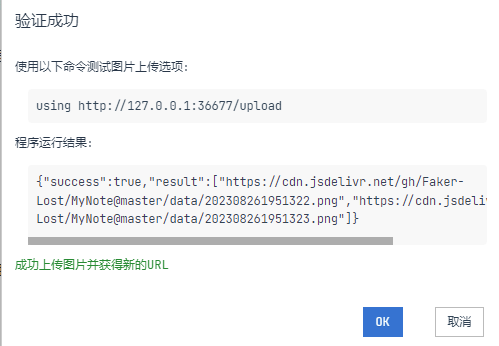 验证成功
使用以下命令测试图片上传选项:
using http://127.0.0.1:36677/upload
程序运行结果:
{"success":true,"result":["https://cdn.jsdelivr.net/gh/Faker-
Lost/MyNote@master/data/202308261951322.png","https://cdn.jsdeli
Lost/MyNote@master/data/202308261951323.png"]}
成功上传图片并获得新的URL
OK
取消